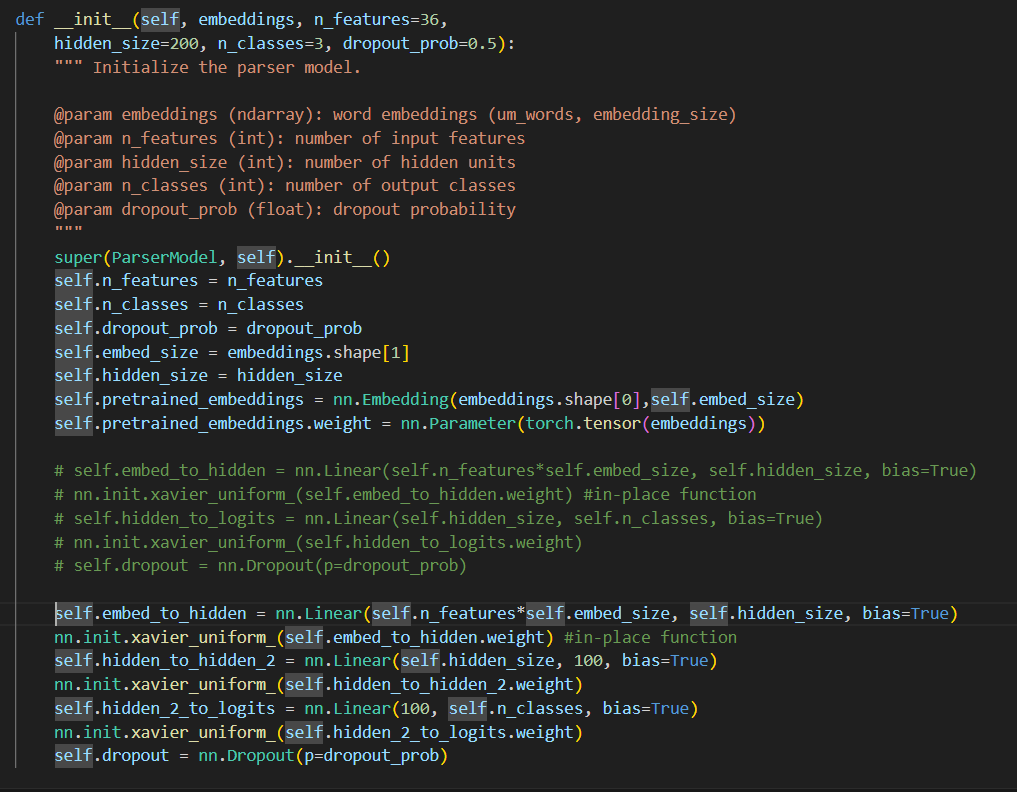 def __init__(self, embeddings, n_features=36,
    hidden_size=200, n_classes=3, dropout_prob=0.5):
    """ Initialize the parser model.

    @param embeddings (ndarray): word embeddings (um_words, embedding_size)
    @param n_features (int): number of input features
    @param hidden_size (int): number of hidden units
    @param n_classes (int): number of output classes
    @param dropout_prob (float): dropout probability
    """
    super(ParserModel, self).__init__()
    self.n_features = n_features
    self.n_classes = n_classes
    self.dropout_prob = dropout_prob
    self.embed_size = embeddings.shape[1]
    self.hidden_size = hidden_size
    self.pretrained_embeddings = nn.Embedding(embeddings.shape[0],self.embed_size)
    self.pretrained_embeddings.weight = nn.Parameter(torch.tensor(embeddings))

    # self.embed_to_hidden = nn.Linear(self.n_features*self.embed_size, self.hidden_size, bias=True)
    # nn.init.xavier_uniform_(self.embed_to_hidden.weight) #in-place function
    # self.hidden_to_logits = nn.Linear(self.hidden_size, self.n_classes, bias=True)
    # nn.init.xavier_uniform_(self.hidden_to_logits.weight)
    # self.dropout = nn.Dropout(p=dropout_prob)

    self.embed_to_hidden = nn.Linear(self.n_features*self.embed_size, self.hidden_size, bias=True)
    nn.init.xavier_uniform_(self.embed_to_hidden.weight) #in-place function
    self.hidden_to_hidden_2 = nn.Linear(self.hidden_size, 100, bias=True)
    nn.init.xavier_uniform_(self.hidden_to_hidden_2.weight)
    self.hidden_2_to_logits = nn.Linear(100, self.n_classes, bias=True)
    nn.init.xavier_uniform_(self.hidden_2_to_logits.weight)
    self.dropout = nn.Dropout(p=dropout_prob)